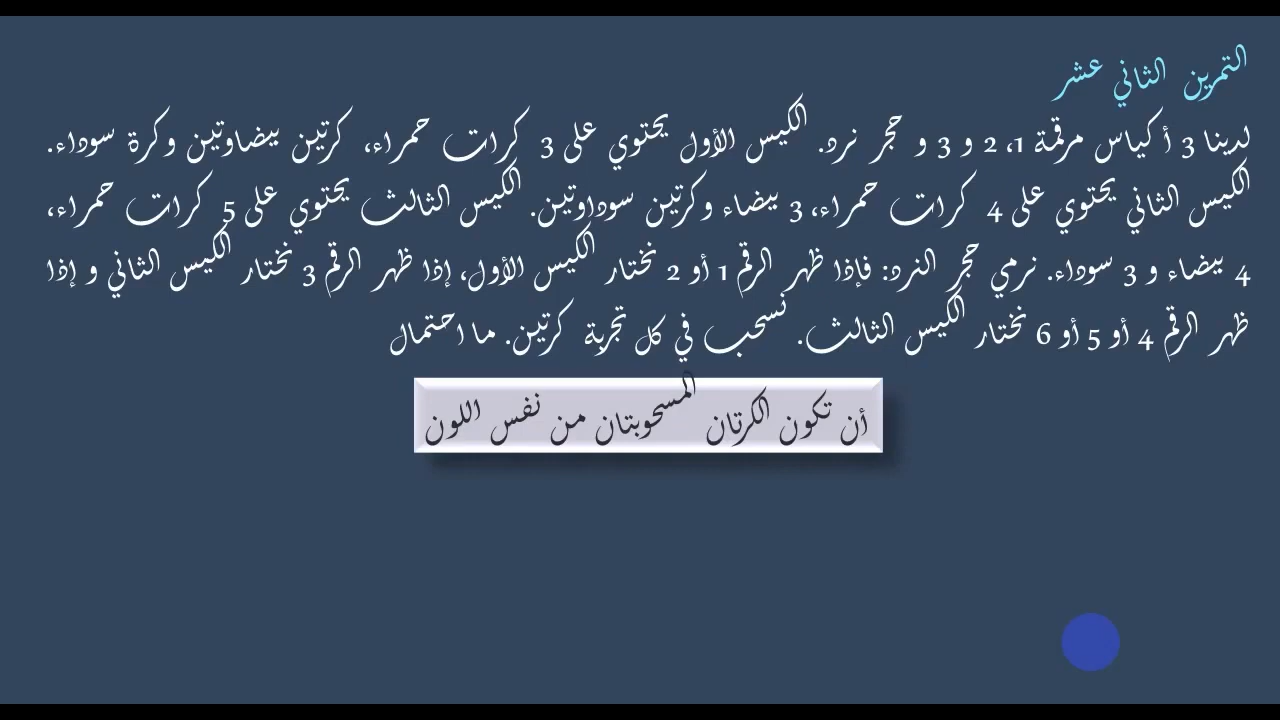 التمرين الثاني عشر
لدينا 3 أكياس مرقمة 1، 2 و 3 و حجر نرد. الكيس الأول يحتوي على 3 كرات حمراء، كرتين بيضاوتين وكرة سوداء.
الكيس الثاني يحتوي على 4 كرات حمراء، 3 بيضاء وكرتين سوداوتين. الكيس الثالث يحتوي على 5 كرات حمراء،
4 بيضاء و 3 سوداء. نرمي حجر النرد: فإذا ظهر الرقم 1 أو 2 نختار الكيس الأول، إذا ظهر الرقم 3 نختار الكيس الثاني و إذا
ظهر الرقم 4 أو 5 أو 6 نختار الكيس الثالث. نسحب في كل تجربة كرتين. ما احتمال
أن تكون الكرتان المسحوبتان من نفس اللون